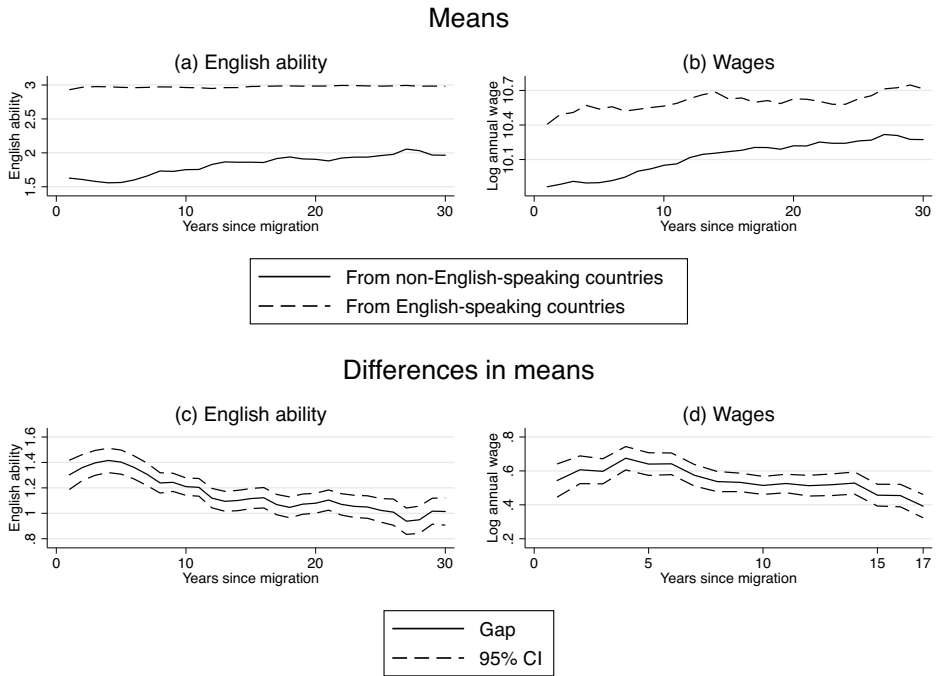 Means
(a) English ability
English ability
3
2
1.5
0
10
20
30
Years since migration
(b) Wages
Log annual wage
10.7
10.4
10.1
0
10
20
30
Years since migration
From non-English-speaking countries
From English-speaking countries
Differences in means
(c) English ability
English ability
1.6
1.4
1.2
1
.8
0
10
20
30
Years since migration
(d) Wages
Log annual wage
.8
.6
.4
.2
0
5
10
15
17
Years since migration
Gap
95% CI